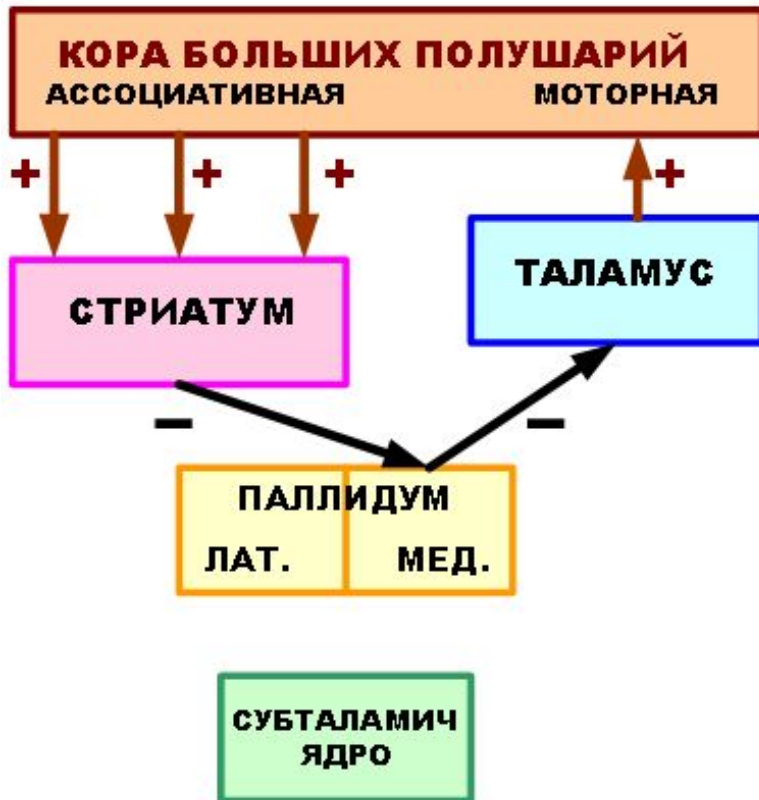 КОРА БОЛЬШИХ ПОЛУШАРИЙ
АССОЦИАТИВНАЯ МОТОРНАЯ
+ + + +
ТАЛАМУС
СТРИАТУМ
– –
ПАЛЛИДУМ
ЛАТ. МЕД.
СУБТАЛАМИЧ
ЯДРО